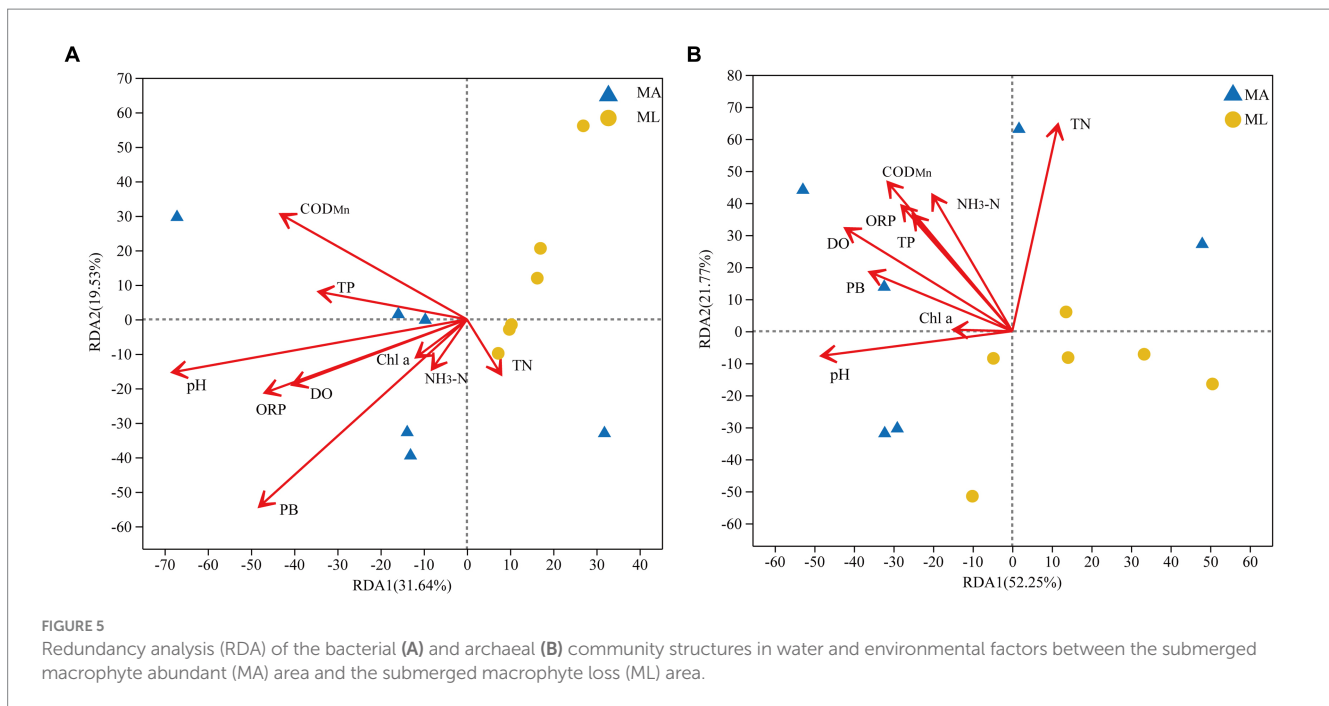 A
MA
ML
70
60
50
40
30
20
10
0
-10
-20
-30
-40
-50
-60
RDA2(19.53%)
CODMn
TP
pH
ORP
DO
Chl a
NH3-N
TN
PB
-70 -60 -50 -40 -30 -20 -10 0 10 20 30 40
RDA1(31.64%)
B
MA
ML
80
70
60
50
40
30
20
10
0
-10
-20
-30
-40
-50
-60
RDA2(21.77%)
TN
CODMn
NH3-N
ORP
TP
DO
PB
Chl a
pH
-60 -50 -40 -30 -20 -10 0 10 20 30 40 50 60
RDA1(52.25%)
FIGURE 5
Redundancy analysis (RDA) of the bacterial (A) and archaeal (B) community structures in water and environmental factors between the submerged
macrophyte abundant (MA) area and the submerged macrophyte loss (ML) area.